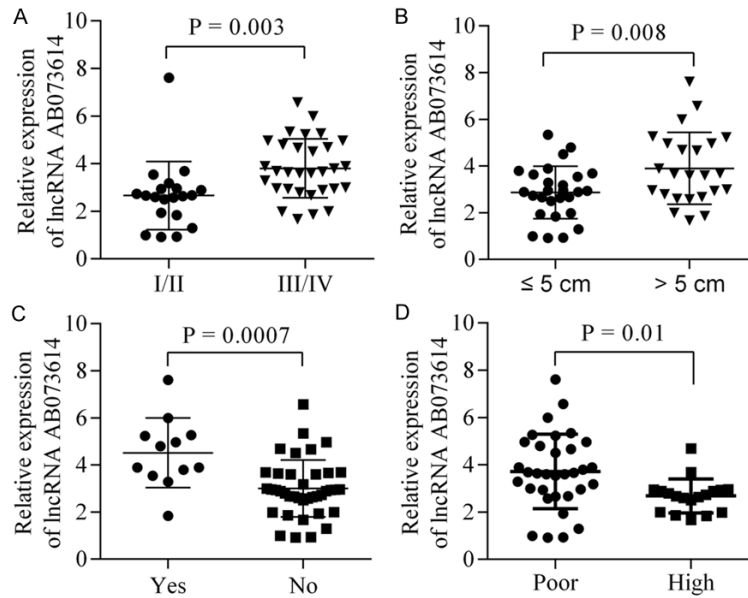 A
Relative expression
of lncRNA AB073614
10
8
6
4
2
0
P = 0.003
I/II
III/IV
B
Relative expression
of lncRNA AB073614
10
8
6
4
2
0
P = 0.008
≤ 5 cm
> 5 cm
C
Relative expression
of lncRNA AB073614
10
8
6
4
2
0
P = 0.0007
Yes
No
D
Relative expression
of lncRNA AB073614
10
8
6
4
2
0
P = 0.01
Poor
High